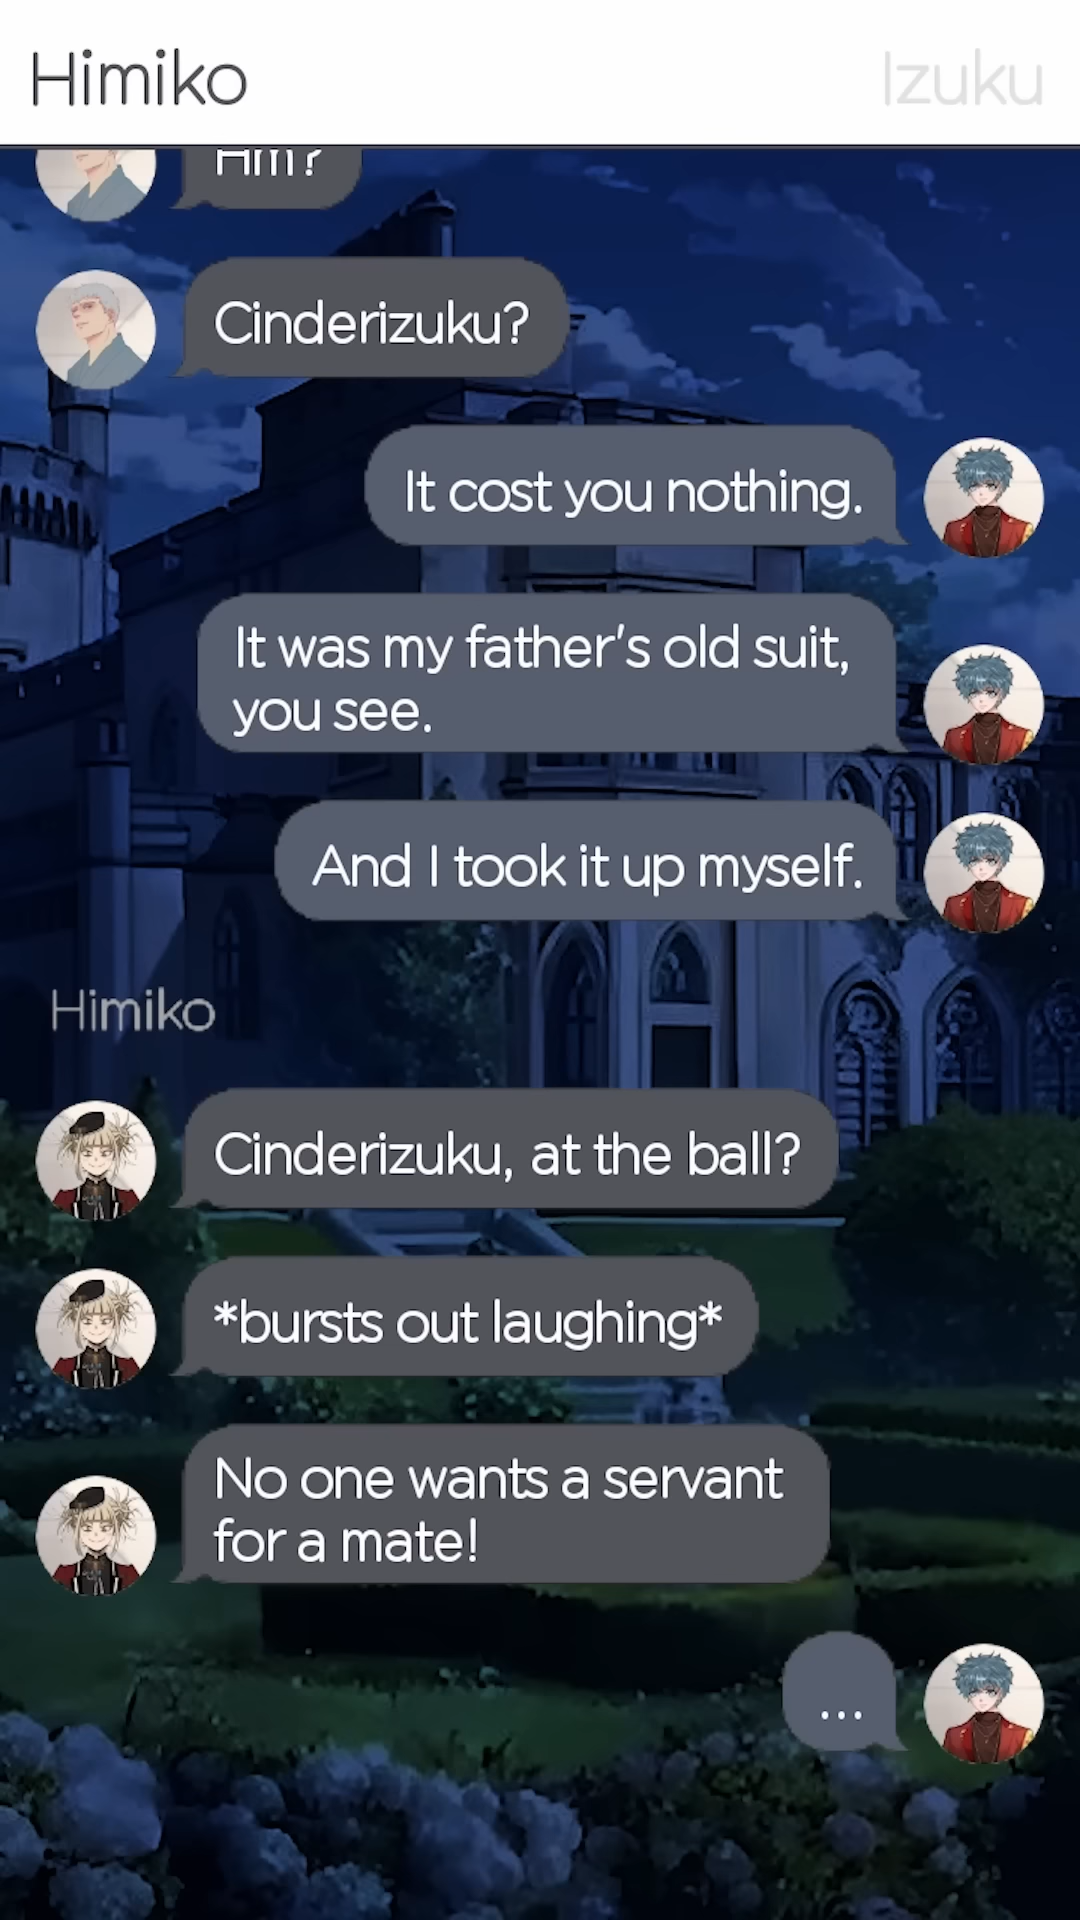 Himiko
Izuku
Hm?
Cinderizuku?
It cost you nothing.
It was my father's old suit,
you see.
And I took it up myself.
Himiko
Cinderizuku, at the ball?
*bursts out laughing*
No one wants a servant
for a mate!
...